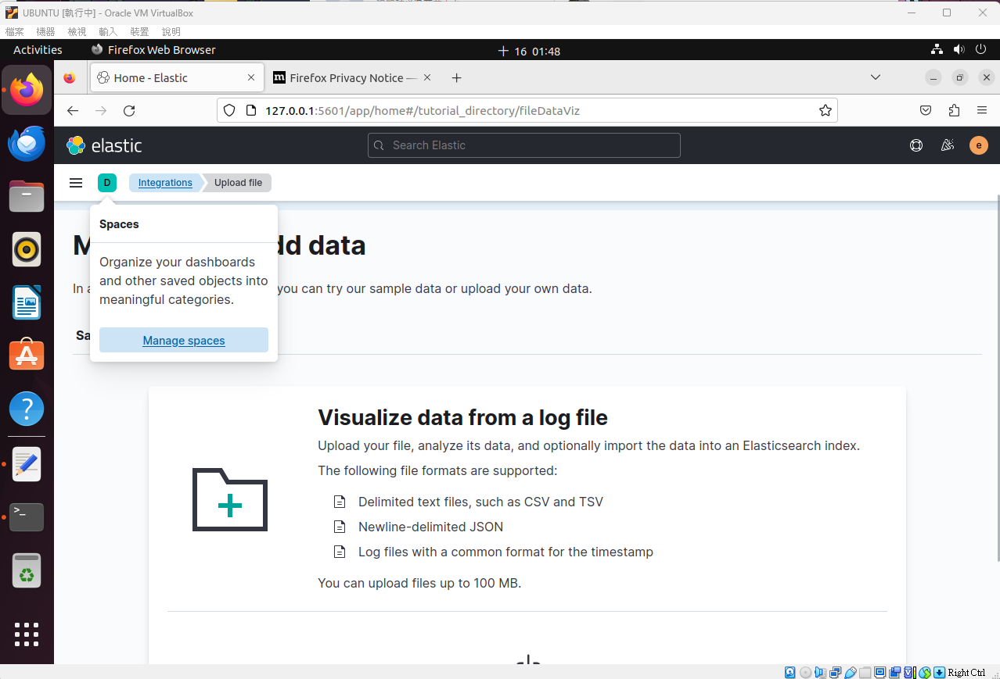 UBUNTU [執行中] - Oracle VM VirtualBox
檔案 機器 檢視 輸入 裝置 說明
Activities Firefox Web Browser 十 16 01:48
Home - Elastic Firefox Privacy Notice —
127.0.0.1:5601/app/home#/tutorial_directory/fileDataViz
elastic Search Elastic e
D Integrations Upload file
Spaces
dd data
Organize your dashboards
and other saved objects into
meaningful categories.
In you can try our sample data or upload your own data.
Manage spaces
Visualize data from a log file
Upload your file, analyze its data, and optionally import the data into an Elasticsearch index.
The following file formats are supported:
Delimited text files, such as CSV and TSV
Newline-delimited JSON
Log files with a common format for the timestamp
You can upload files up to 100 MB.
Right Ctrl